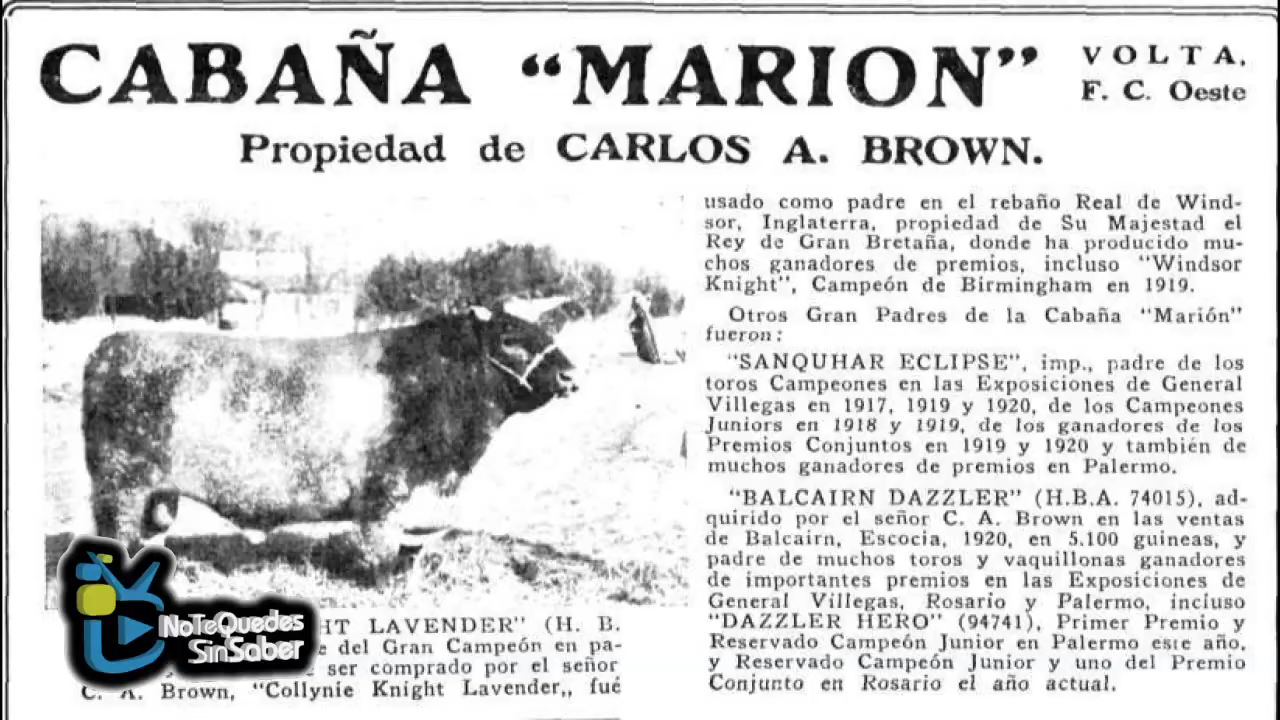 CABAÑA “MARION”
VOLTA,
F. C. Oeste
Propiedad de CARLOS A. BROWN.
HT LAVENDER” (H. B.
e del Gran Campeón en pa-
ser comprado por el señor
C. A. Brown, “Collynie Knight Lavender,, fué
usado como padre en el rebaño Real de Wind-
sor, Inglaterra, propiedad de Su Majestad el
Rey de Gran Bretaña, donde ha producido mu-
chos ganadores de premios, incluso “Windsor
Knight”, Campeón de Birmingham en 1919.
Otros Gran Padres de la Cabaña “Marión”
fueron:
“SANQUHAR ECLIPSE”, imp., padre de los
toros Campeones en las Exposiciones de General
Villegas en 1917, 1919 y 1920, de los Campeones
Juniors en 1918 y 1919, de los ganadores de los
Premios Conjuntos en 1919 y 1920 y también de
muchos ganadores de premios en Palermo.
“BALCAIRN DAZZLER” (H.B.A. 74015), ad-
quirido por el señor C. A. Brown en las ventas
de Balcairn, Escocia, 1920, en 5.100 guineas, y
padre de muchos toros y vaquillonas ganadores
de importantes premios en las Exposiciones de
General Villegas, Rosario y Palermo, incluso
“DAZZLER HERO” (94741), Primer Premio y
Reservado Campeón Junior en Palermo este año,
y Reservado Campeón Junior y uno del Premio
Conjunto en Rosario el año actual.
NoTeQuedes
SinSaber